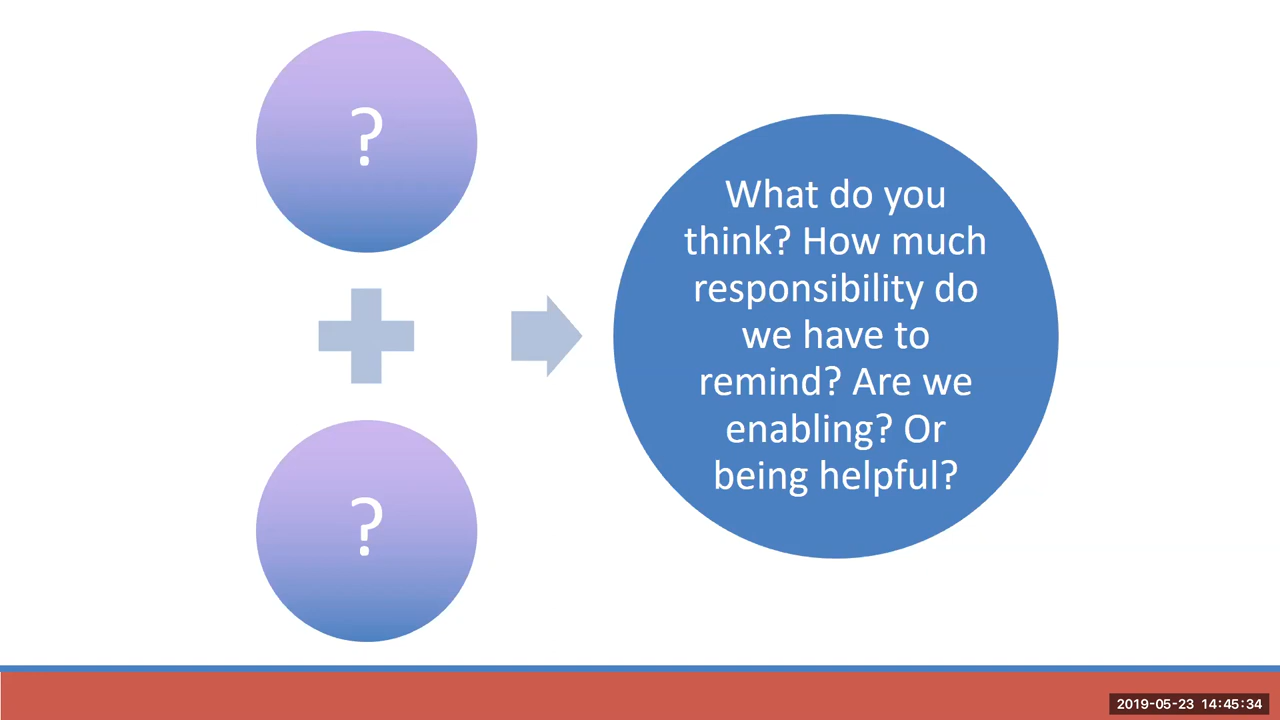 ?
?
What do you
think? How much
responsibility do
we have to
remind? Are we
enabling? Or
being helpful?
2019-05-23 14:45:34